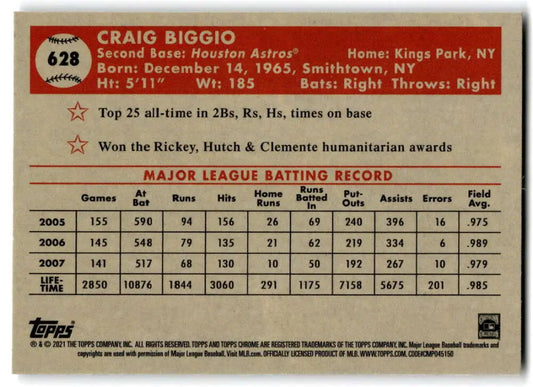 628
CRAIG BIGGIO
Second Base: Houston Astros® Home: Kings Park, NY
Born: December 14, 1965, Smithtown, NY
Ht: 5'11" Wt: 185 Bats: Right Throws: Right
Top 25 all-time in 2Bs, Rs, Hs, times on base
Won the Rickey, Hutch & Clemente humanitarian awards
MAJOR LEAGUE BATTING RECORD
Games At Bat Runs Hits Home Runs Runs Batted In Put-Outs Assists Errors Field Avg.
2005 155 590 94 156 26 69 240 396 16 .975
2006 145 548 79 135 21 62 219 334 6 .989
2007 141 517 68 130 10 50 192 267 10 .979
LIFE-TIME 2850 10876 1844 3060 291 1175 7158 5675 201 .985
Topps
® & © 2021 THE TOPPS COMPANY, INC. ALL RIGHTS RESERVED. TOPPS AND TOPPS CHROME ARE REGISTERED TRADEMARKS OF THE TOPPS COMPANY, INC. Major League Baseball trademarks and
copyrights are used with permission of Major League Baseball. Visit MLB.com. OFFICIALLY LICENSED PRODUCT OF MLB. WWW.TOPPS.COM. CODE#CMP045150